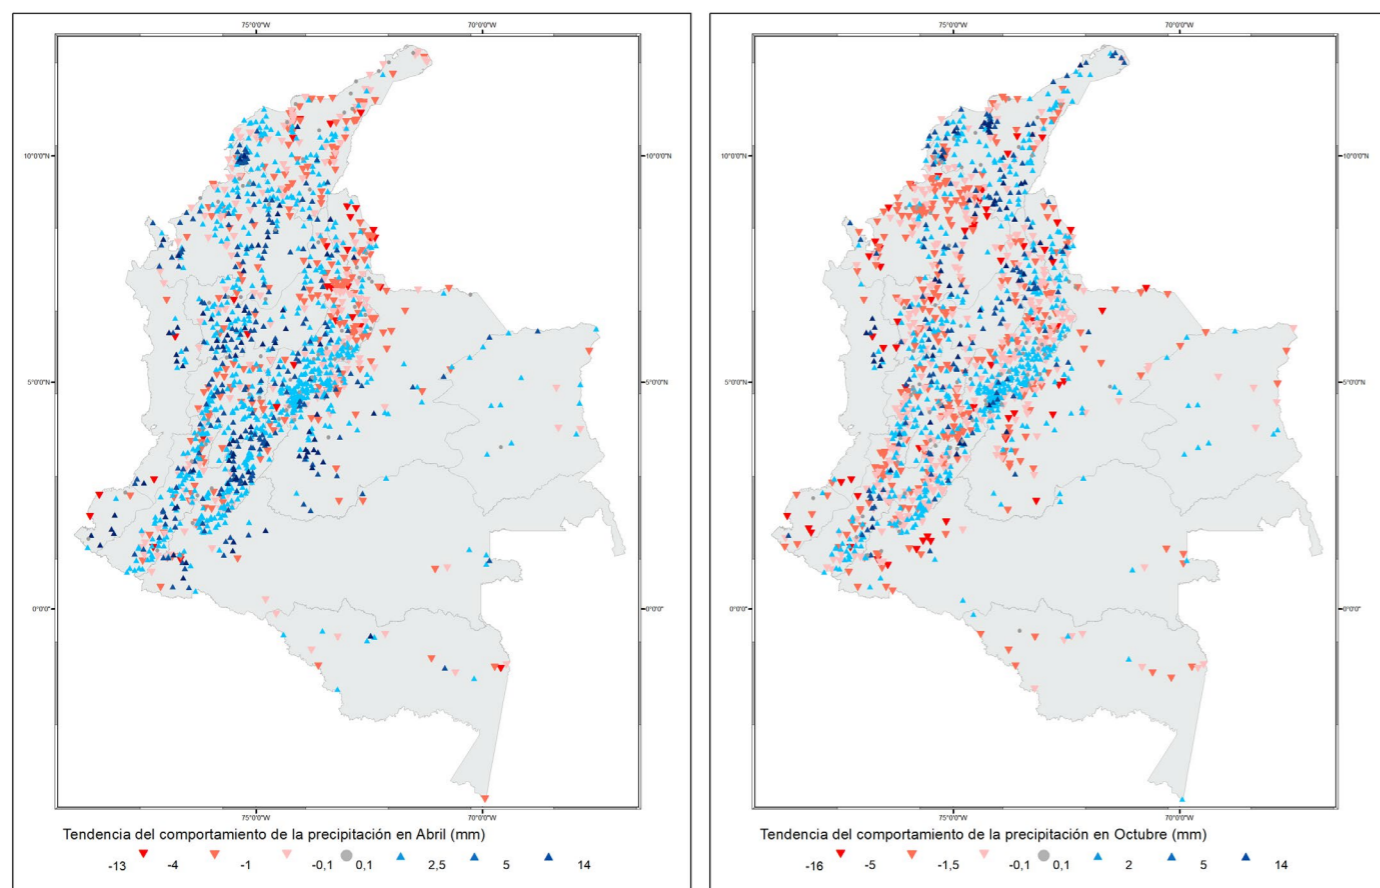 75°0'0"W 70°0'0"W
10°0'0"N 10°0'0"N
5°0'0"N 5°0'0"N
0°0'0" 0°0'0"
75°0'0"W 70°0'0"W
Tendencia del comportamiento de la precipitación en Abril (mm)
-13 -4 -1 -0,1 0,1 2,5 5 14
75°0'0"W 70°0'0"W
75°0'0"W 70°0'0"W
Tendencia del comportamiento de la precipitación en Octubre (mm)
-16 -5 -1,5 -0,1 0,1 2 5 14